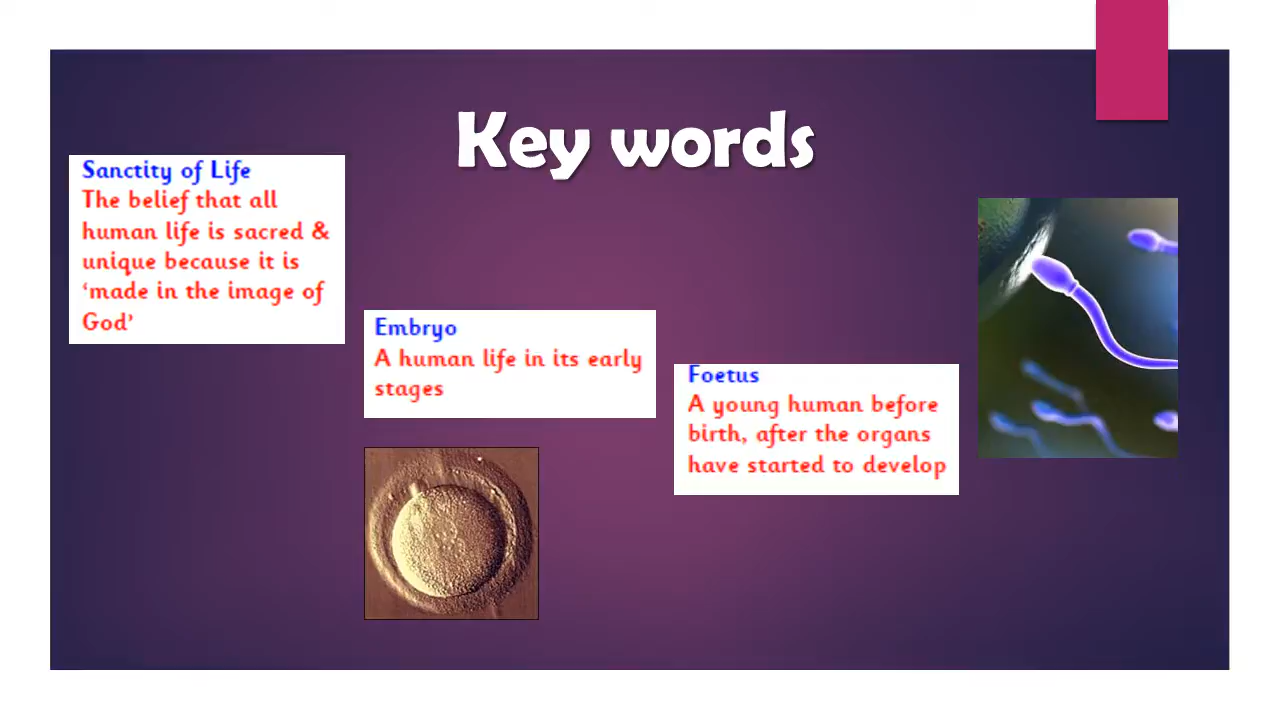 Key words
Sanctity of Life
The belief that all
human life is sacred &
unique because it is
‘made in the image of
God’
Embryo
A human life in its early
stages
Foetus
A young human before
birth, after the organs
have started to develop